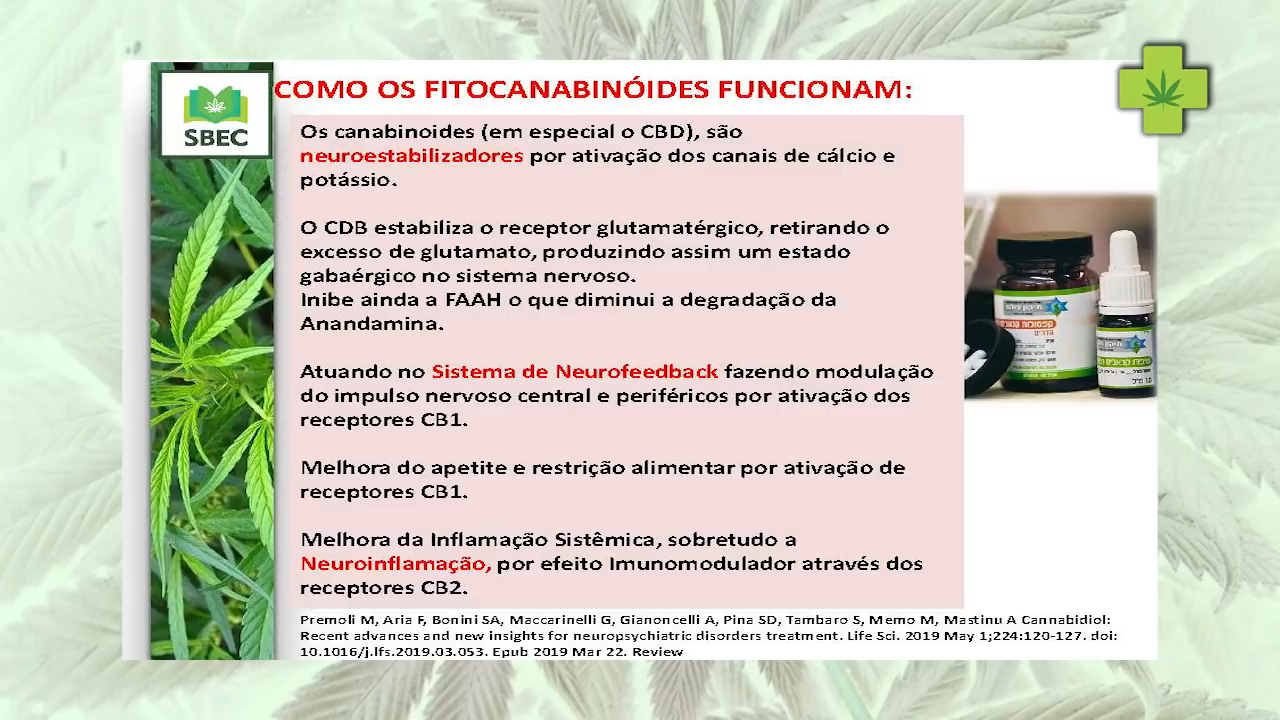 SBEC
COMO OS FITOCANABINÓIDES FUNCIONAM:
Os canabinoides (em especial o CBD), são
neuroestabilizadores por ativação dos canais de cálcio e
potássio.
O CDB estabiliza o receptor glutamatérgico, retirando o
excesso de glutamato, produzindo assim um estado
gabaérgico no sistema nervoso.
Inibe ainda a FAAH o que diminui a degradação da
Anandamina.
Atuando no Sistema de Neurofeedback fazendo modulação
do impulso nervoso central e periféricos por ativação dos
receptores CB1.
Melhora do apetite e restrição alimentar por ativação de
receptores CB1.
Melhora da Inflamação Sistêmica, sobretudo a
Neuroinflamação, por efeito Imunomodulador através dos
receptores CB2.
Premoli M, Aria F, Bonini SA, Maccarinelli G, Gianoncelli A, Pina SD, Tambaro S, Memo M, Mastinu A Cannabidiol:
Recent advances and new insights for neuropsychiatric disorders treatment. Life Sci. 2019 May 1;224:120-127. doi:
10.1016/j.lfs.2019.03.053. Epub 2019 Mar 22. Review